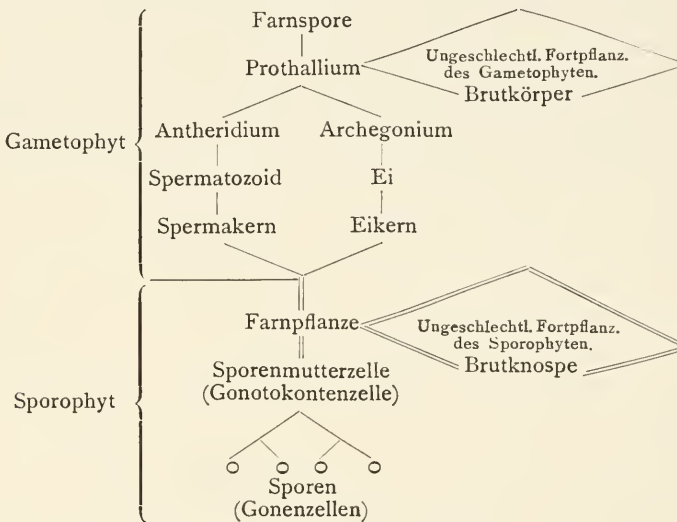 Farnspore
Prothallium
Ungeschlechtl. Fortpflanz.
des Gametophyten.
Brutkörper
Gametophyt
Antheridium Archegonium
Spermatozoid Ei
Spermakern Eikern
Farnpflanze
Ungeschlechtl. Fortpflanz.
des Sporophyten.
Brutknospe
Sporophyt
Sporenmutterzelle
(Gonotokontenzelle)
Sporen
(Gonenzellen)